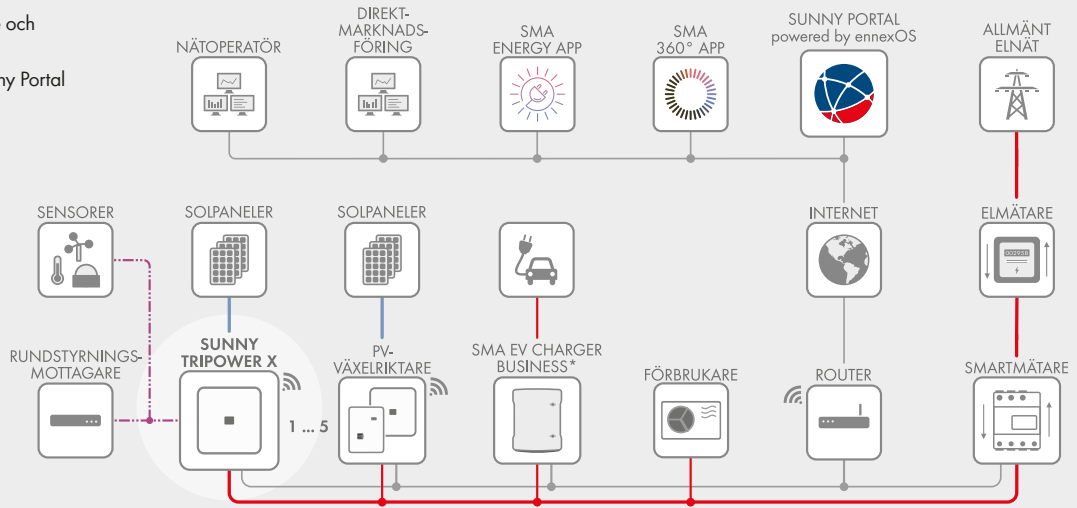 och
ny Portal
NÄTOPERATÖR
DIREKT-
MARKNADS-
FÖRING
SMA
ENERGY APP
SMA
360° APP
SUNNY PORTAL
powered by ennexOS
ALLMÄNT
ELNÄT
SENSORER
SOLPANELER
SOLPANELER
INTERNET
ELMÄTARE
002958
RUNDSTYRNINGS-
MOTTAGARE
SUNNY
TRIPOWER X
1 ... 5
PV-
VÄXELRIKTARE
SMA EV CHARGER
BUSINESS*
FÖRBRUKARE
ROUTER
SMARTMÄTARE